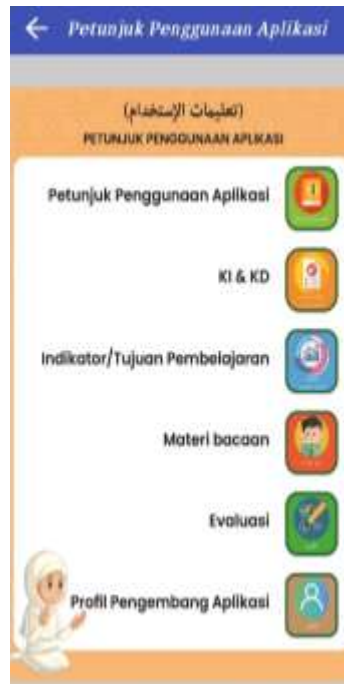 Petunjuk Penggunaan Aplikasi
(تعليمات الإستخدام)
PETUNJUK PENGGUNAAN APLIKASI
Petunjuk Penggunaan Aplikasi
KI & KD
Indikator/Tujuan Pembelajaran
Materi bacaan
Evaluasi
Profil Pengembang Aplikasi